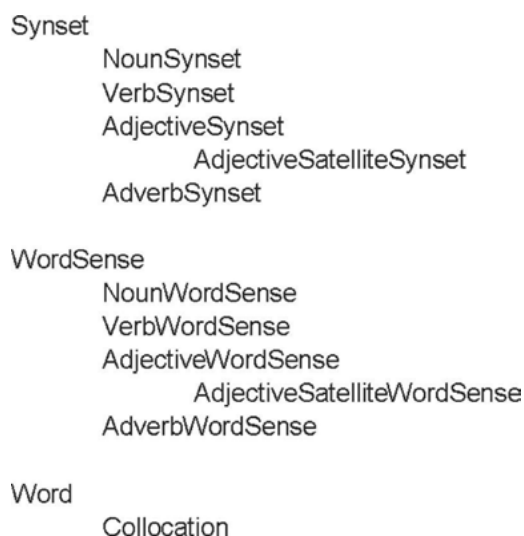 Synset
NounSynset
VerbSynset
AdjectiveSynset
AdjectiveSatelliteSynset
AdverbSynset
WordSense
NounWordSense
VerbWordSense
AdjectiveWordSense
AdjectiveSatelliteWordSense
AdverbWordSense
Word
Collocation